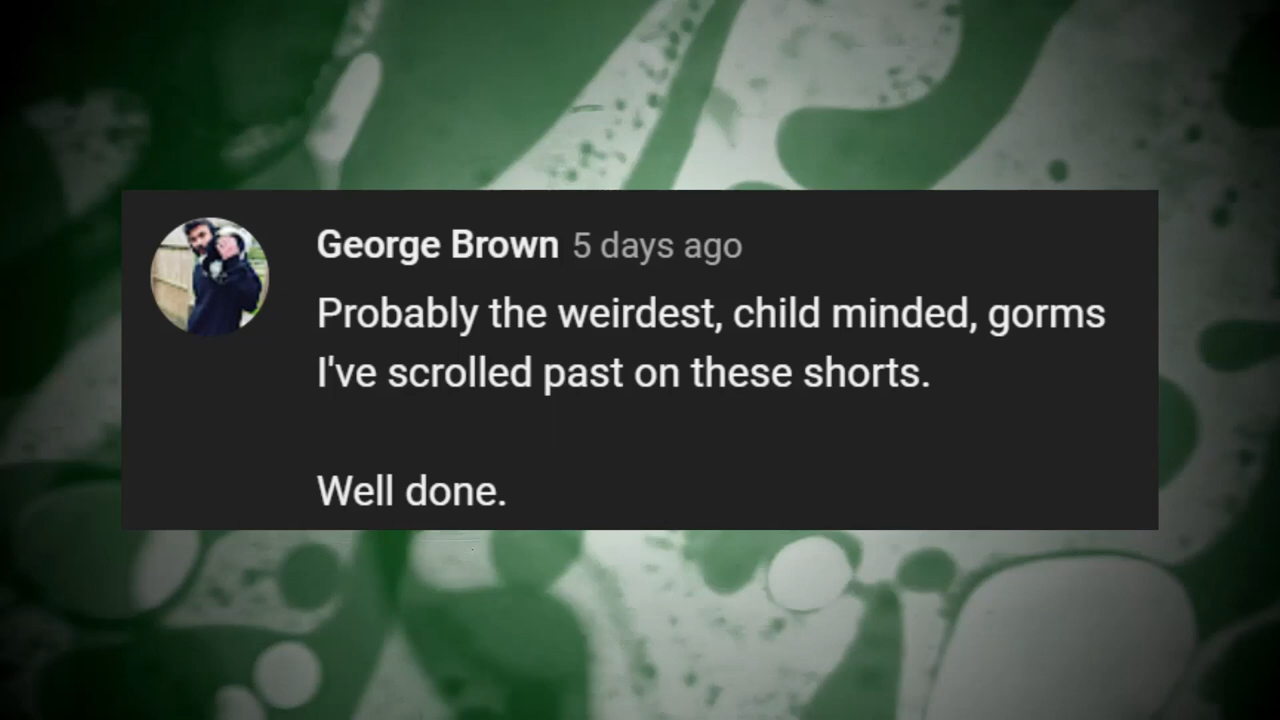 George Brown 5 days ago
Probably the weirdest, child minded, gorms
I've scrolled past on these shorts.
Well done.